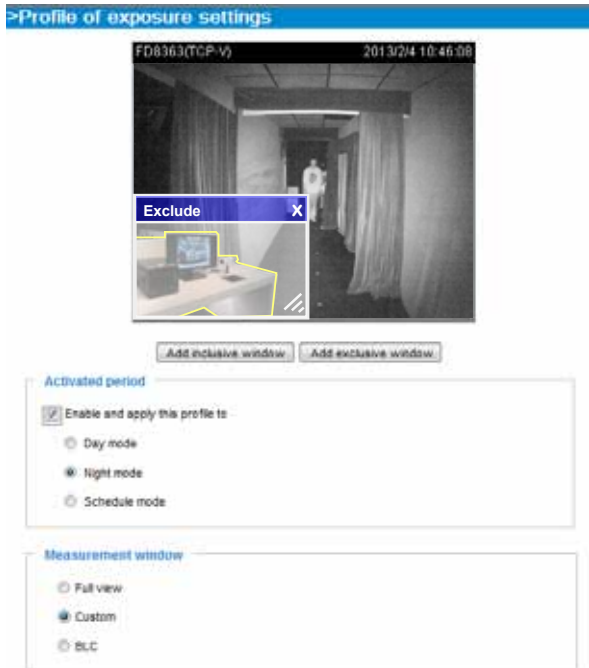 >Profile of exposure settings
FD8363(TCP-V) 2013/2/4 10:46:08
Exclude X
Add inclusive window Add exclusive window
Activated period
Enable and apply this profile to
Day mode
Night mode
Schedule mode
Measurement window
Full view
Custom
BLC